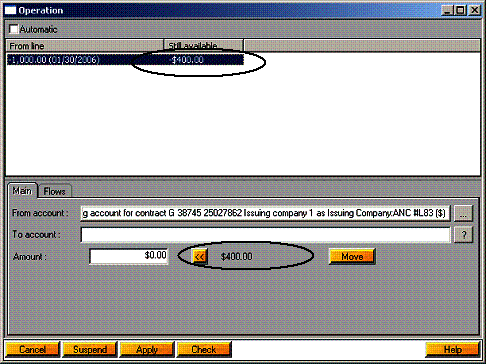 Operation
Automatic
From line Still available
-1,000.00 (01/30/2006) -$400.00
Main Flows
From account : g account for contract G 38745 25027862 Issuing company 1 as Issuing Company:ANC #L83 ($) ...
To account : ?
Amount : $0.00 << $400.00 Move
Cancel Suspend Apply Check Help